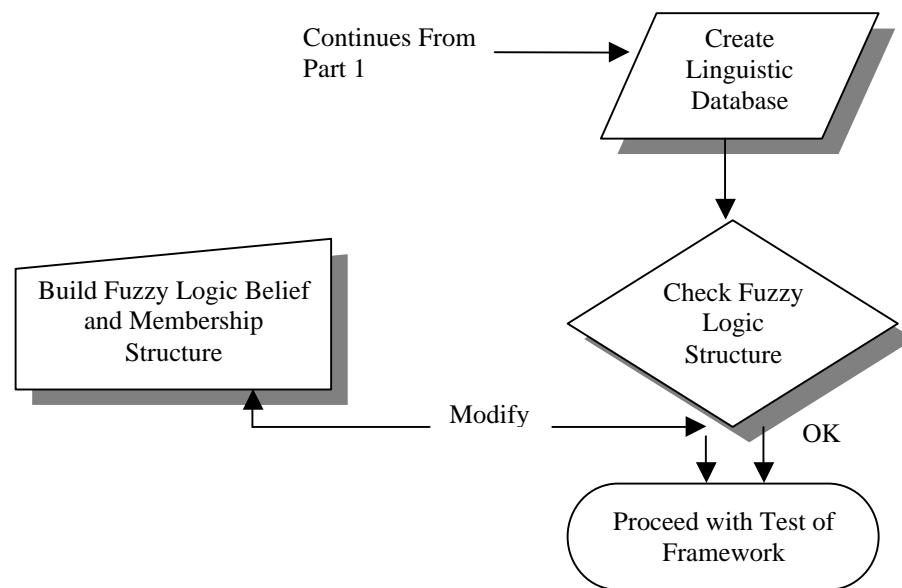 Continues From
Part 1
Create
Linguistic
Database
Build Fuzzy Logic Belief
and Membership
Structure
Check Fuzzy
Logic
Structure
Modify
OK
Proceed with Test of
Framework